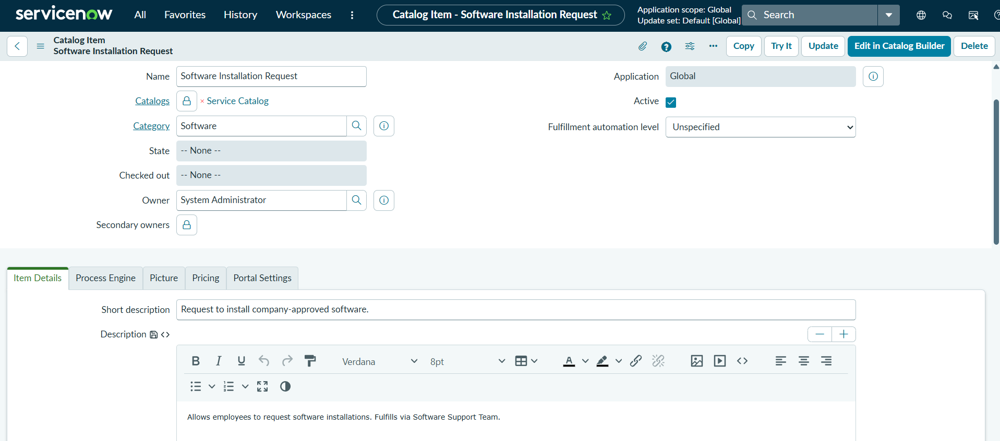 servicenow
All
Favorites
History
Workspaces
Catalog Item - Software Installation Request
Application scope: Global
Update set: Default [Global]
Search
Catalog Item
Software Installation Request
Copy
Try It
Update
Edit in Catalog Builder
Delete
Name
Software Installation Request
Application
Global
Catalogs
× Service Catalog
Active
Category
Software
Fulfillment automation level
Unspecified
State
-- None --
Checked out
-- None --
Owner
System Administrator
Secondary owners
Item Details
Process Engine
Picture
Pricing
Portal Settings
Short description
Request to install company-approved software.
Description
B I U
Verdana
8pt
A
Allows employees to request software installations. Fulfills via Software Support Team.